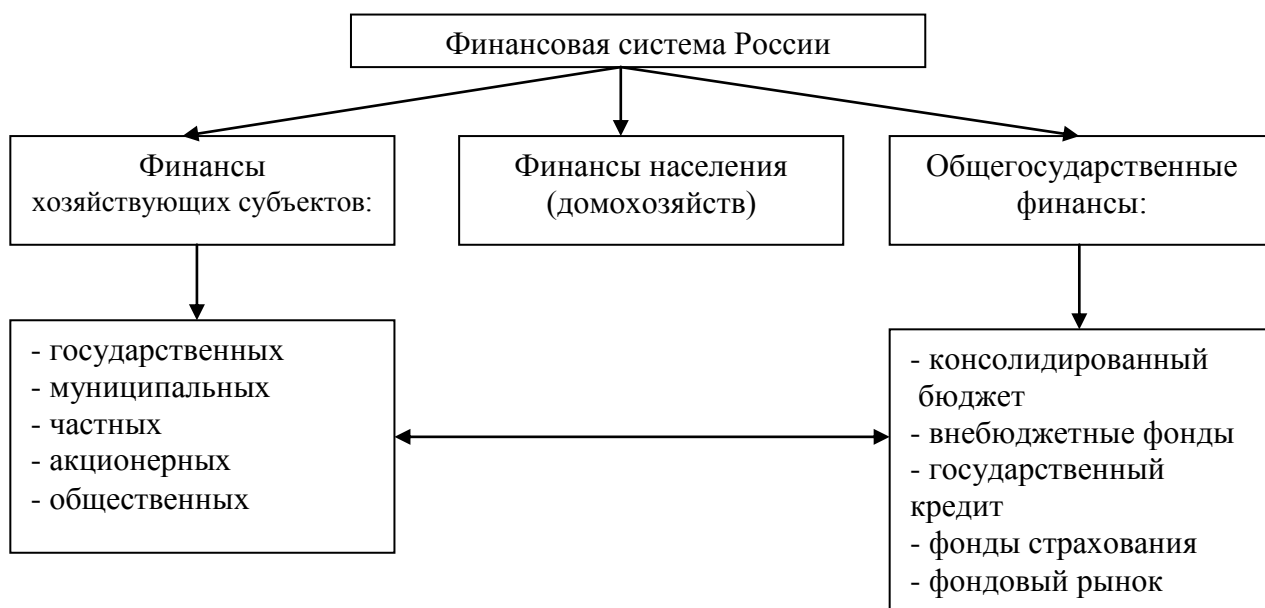 Финансовая система России
Финансы
хозяйствующих субъектов:
Финансы населения
(домохозяйств)
Общегосударственные
финансы:
- государственных
- муниципальных
- частных
- акционерных
- общественных
- консолидированный
бюджет
- внебюджетные фонды
- государственный
кредит
- фонды страхования
- фондовый рынок